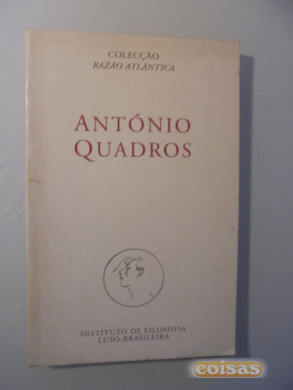 COLECÇÃO
RAZÃO ATLÂNTICA
ANTÓNIO
QUADROS
INSTITUTO DE FILOSOFIA
LUSO-BRASILEIRA
coisas